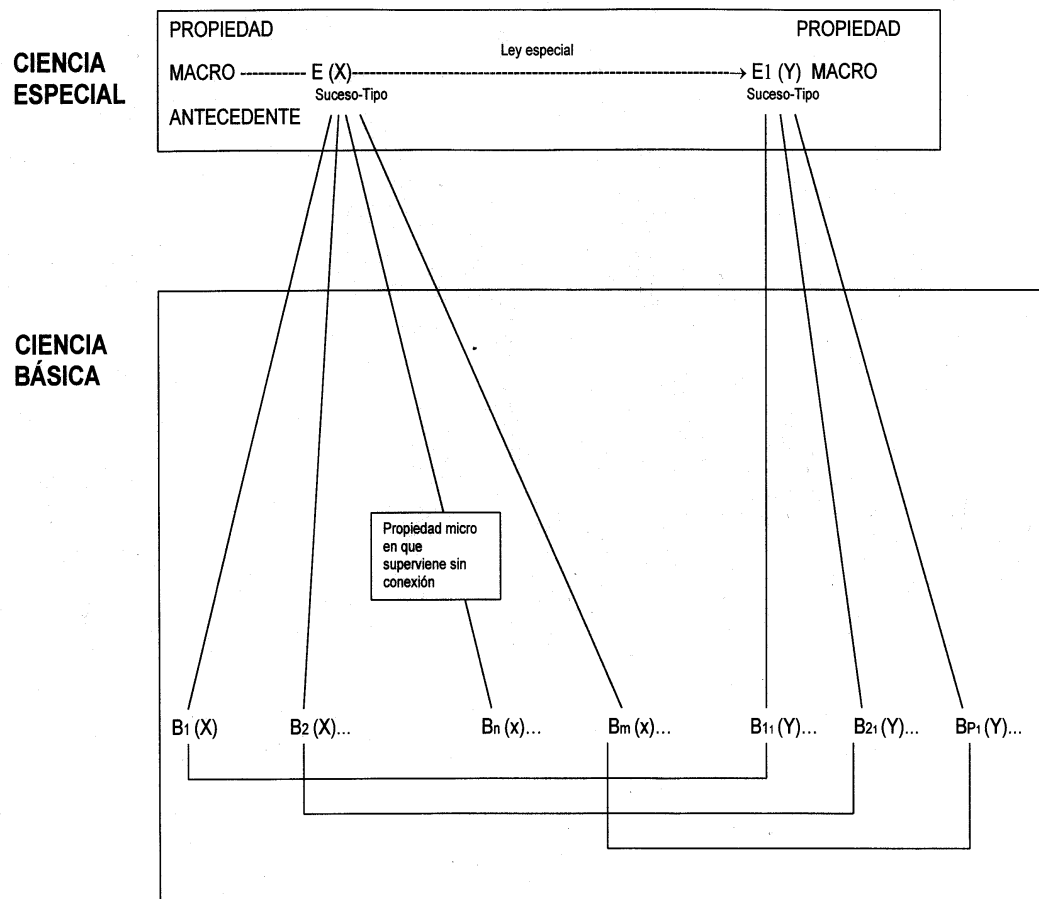 PROPIEDAD
PROPIEDAD
CIENCIA
ESPECIAL
MACRO
E (X)
Ley especial
E1 (Y) MACRO
Suceso-Tipo
Suceso-Tipo
ANTECEDENTE
CIENCIA
BÁSICA
Propiedad micro
en que
superviene sin
conexión
B1 (X)
B2 (X)...
Bn (x)...
Bm (x)...
B11 (Y)...
B21 (Y)...
BP1 (Y)...